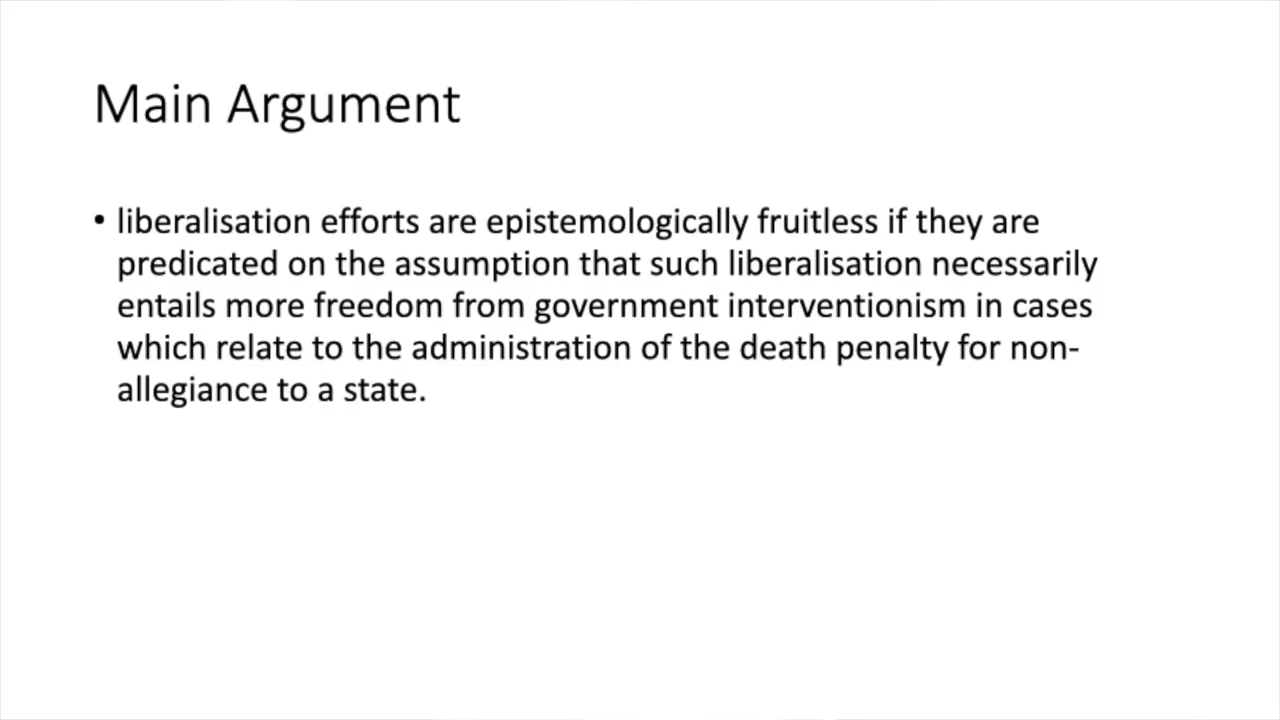 Main Argument
• liberalisation efforts are epistemologically fruitless if they are
predicated on the assumption that such liberalisation necessarily
entails more freedom from government interventionism in cases
which relate to the administration of the death penalty for non-
allegiance to a state.